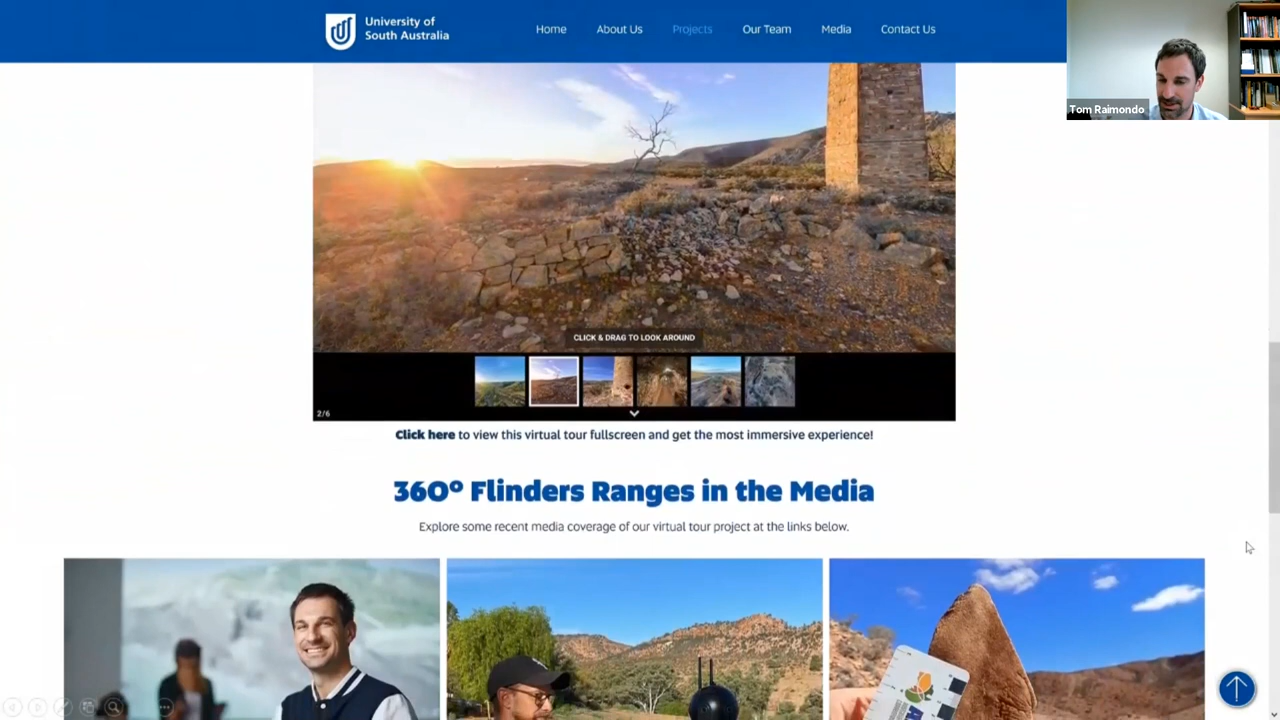 University of
South Australia
Home
About Us
Projects
Our Team
Media
Contact Us
Tom Raimondo
CLICK & DRAG TO LOOK AROUND
2/6
Click here to view this virtual tour fullscreen and get the most immersive experience!
360º Flinders Ranges in the Media
Explore some recent media coverage of our virtual tour project at the links below.